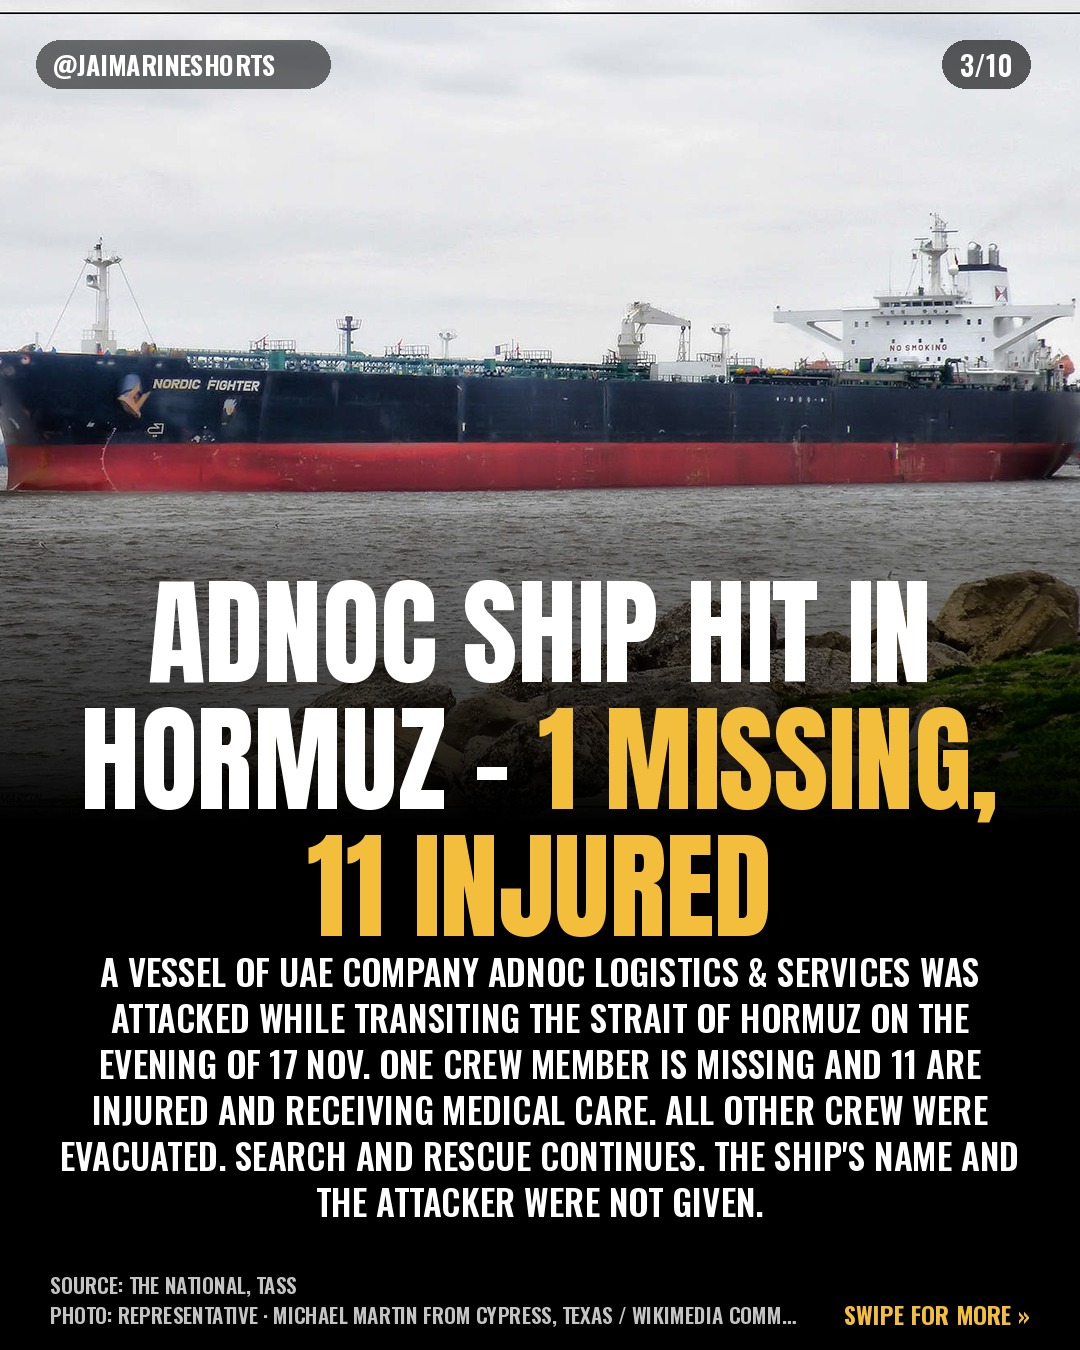 @JAIMARINESHORTS
3/10
NORDIC FIGHTER
NO SMOKING
ADNOC SHIP HIT IN
HORMUZ - 1 MISSING,
11 INJURED
A VESSEL OF UAE COMPANY ADNOC LOGISTICS & SERVICES WAS
ATTACKED WHILE TRANSITING THE STRAIT OF HORMUZ ON THE
EVENING OF 17 NOV. ONE CREW MEMBER IS MISSING AND 11 ARE
INJURED AND RECEIVING MEDICAL CARE. ALL OTHER CREW WERE
EVACUATED. SEARCH AND RESCUE CONTINUES. THE SHIP'S NAME AND
THE ATTACKER WERE NOT GIVEN.
SOURCE: THE NATIONAL, TASS
PHOTO: REPRESENTATIVE · MICHAEL MARTIN FROM CYPRESS, TEXAS / WIKIMEDIA COMM...
SWIPE FOR MORE »